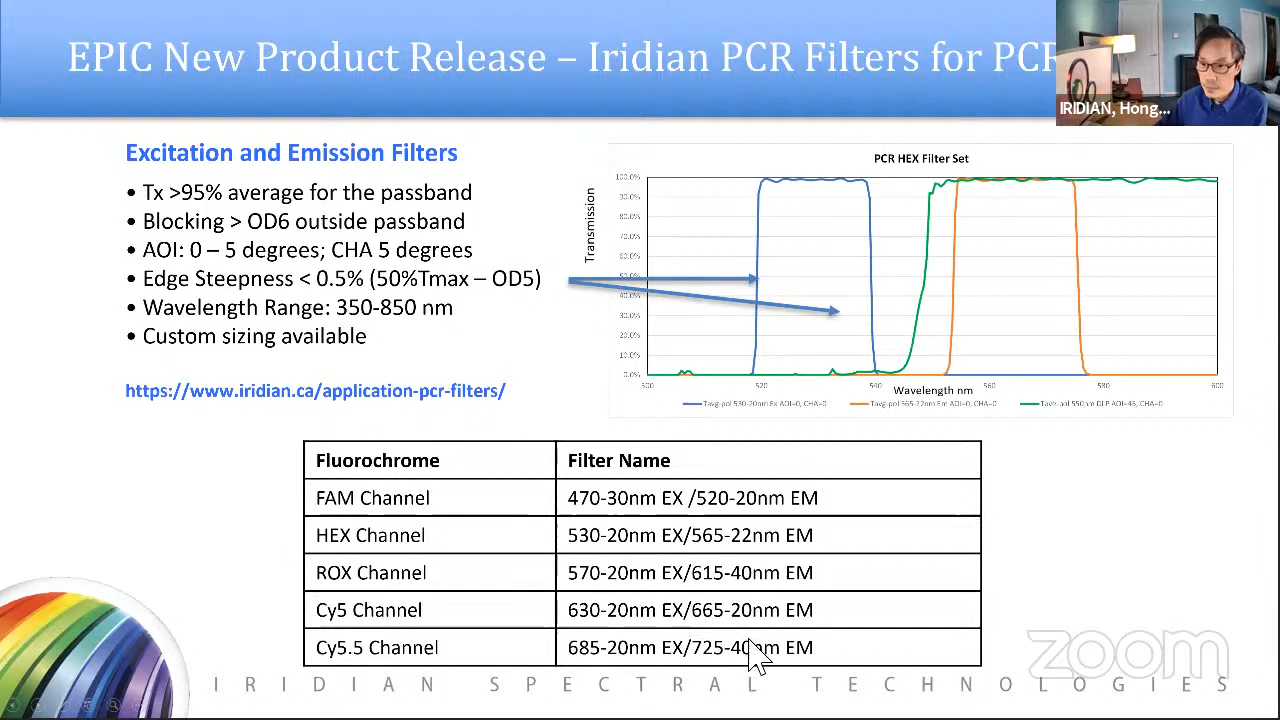 EPIC New Product Release – Iridian PCR Filters for PCR
IRIDIAN, Hong...
Excitation and Emission Filters
• Tx >95% average for the passband
• Blocking > OD6 outside passband
• AOI: 0 – 5 degrees; CHA 5 degrees
• Edge Steepness < 0.5% (50%Tmax – OD5)
• Wavelength Range: 350-850 nm
• Custom sizing available
https://www.iridian.ca/application-pcr-filters/
PCR HEX Filter Set
Transmission
100.0%
90.0%
80.0%
70.0%
60.0%
50.0%
40.0%
30.0%
20.0%
10.0%
0.0%
500 520 540 560 580 600
Wavelength nm
Tavg-pol 530-20nm Ex AOI=0, CHA=0 Tavg-pol 565-22nm Em AOI=0, CHA=0 Tave-pol 550nm DLP AOI=45, CHA=0
Fluorochrome Filter Name
FAM Channel 470-30nm EX /520-20nm EM
HEX Channel 530-20nm EX/565-22nm EM
ROX Channel 570-20nm EX/615-40nm EM
Cy5 Channel 630-20nm EX/665-20nm EM
Cy5.5 Channel 685-20nm EX/725-40nm EM
zoom
IRIDIAN SPECTRAL TECHNOLOGIES